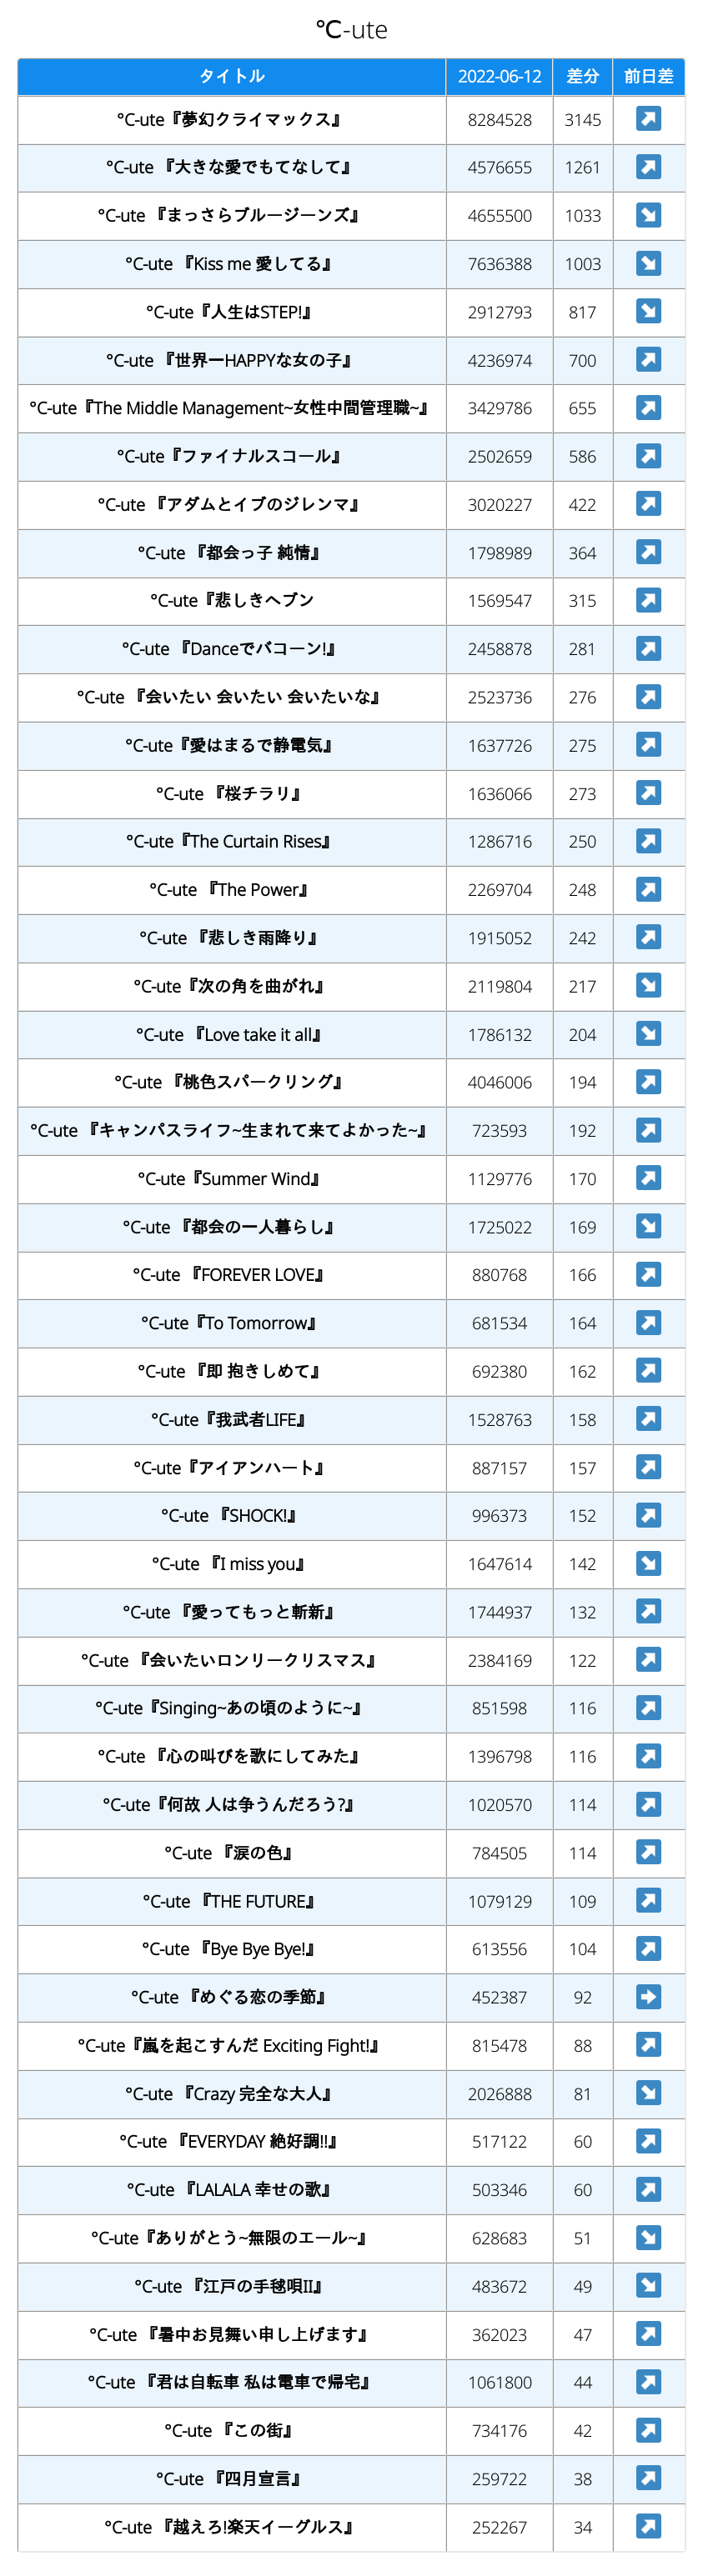 ℃-ute
タイトル 2022-06-12 差分 前日差
℃-ute『夢幻クライマックス』 8284528 3145 ↗
℃-ute 『大きな愛でもてなして』 4576655 1261 ↗
℃-ute 『まっさらブルージーンズ』 4655500 1033 ↘
℃-ute 『Kiss me 愛してる』 7636388 1003 ↘
℃-ute『人生はSTEP!』 2912793 817 ↘
℃-ute 『世界一HAPPYな女の子』 4236974 700 ↗
℃-ute『The Middle Management~女性中間管理職~』 3429786 655 ↗
℃-ute『ファイナルスコール』 2502659 586 ↗
℃-ute 『アダムとイブのジレンマ』 3020227 422 ↗
℃-ute 『都会っ子 純情』 1798989 364 ↗
℃-ute『悲しきヘブン 1569547 315 ↗
℃-ute 『Danceでバコーン!』 2458878 281 ↗
℃-ute 『会いたい 会いたい 会いたいな』 2523736 276 ↗
℃-ute『愛はまるで静電気』 1637726 275 ↗
℃-ute 『桜チラリ』 1636066 273 ↗
℃-ute『The Curtain Rises』 1286716 250 ↗
℃-ute 『The Power』 2269704 248 ↗
℃-ute 『悲しき雨降り』 1915052 242 ↗
℃-ute『次の角を曲がれ』 2119804 217 ↘
℃-ute 『Love take it all』 1786132 204 ↘
℃-ute 『桃色スパークリング』 4046006 194 ↗
℃-ute 『キャンパスライフ~生まれて来てよかった~』 723593 192 ↗
℃-ute『Summer Wind』 1129776 170 ↗
℃-ute 『都会の一人暮らし』 1725022 169 ↘
℃-ute 『FOREVER LOVE』 880768 166 ↗
℃-ute『To Tomorrow』 681534 164 ↗
℃-ute 『即 抱きしめて』 692380 162 ↗
℃-ute『我武者LIFE』 1528763 158 ↗
℃-ute『アイアンハート』 887157 157 ↗
℃-ute 『SHOCK!』 996373 152 ↗
℃-ute 『I miss you』 1647614 142 ↘
℃-ute 『愛ってもっと斬新』 1744937 132 ↗
℃-ute 『会いたいロンリークリスマス』 2384169 122 ↗
℃-ute『Singing~あの頃のように~』 851598 116 ↗
℃-ute 『心の叫びを歌にしてみた』 1396798 116 ↗
℃-ute『何故 人は争うんだろう?』 1020570 114 ↗
℃-ute 『涙の色』 784505 114 ↗
℃-ute 『THE FUTURE』 1079129 109 ↗
℃-ute 『Bye Bye Bye!』 613556 104 ↗
℃-ute 『めぐる恋の季節』 452387 92 →
℃-ute『嵐を起こすんだ Exciting Fight!』 815478 88 ↗
℃-ute 『Crazy 完全な大人』 2026888 81 ↘
℃-ute 『EVERYDAY 絶好調!!』 517122 60 ↗
℃-ute 『LALALA 幸せの歌』 503346 60 ↗
℃-ute『ありがとう~無限のエール~』 628683 51 ↘
℃-ute 『江戸の手毬唄II』 483672 49 ↘
℃-ute 『暑中お見舞い申し上げます』 362023 47 ↗
℃-ute 『君は自転車 私は電車で帰宅』 1061800 44 ↗
℃-ute 『この街』 734176 42 ↗
℃-ute 『四月宣言』 259722 38 ↗
℃-ute 『越えろ!楽天イーグルス』 252267 34 ↗